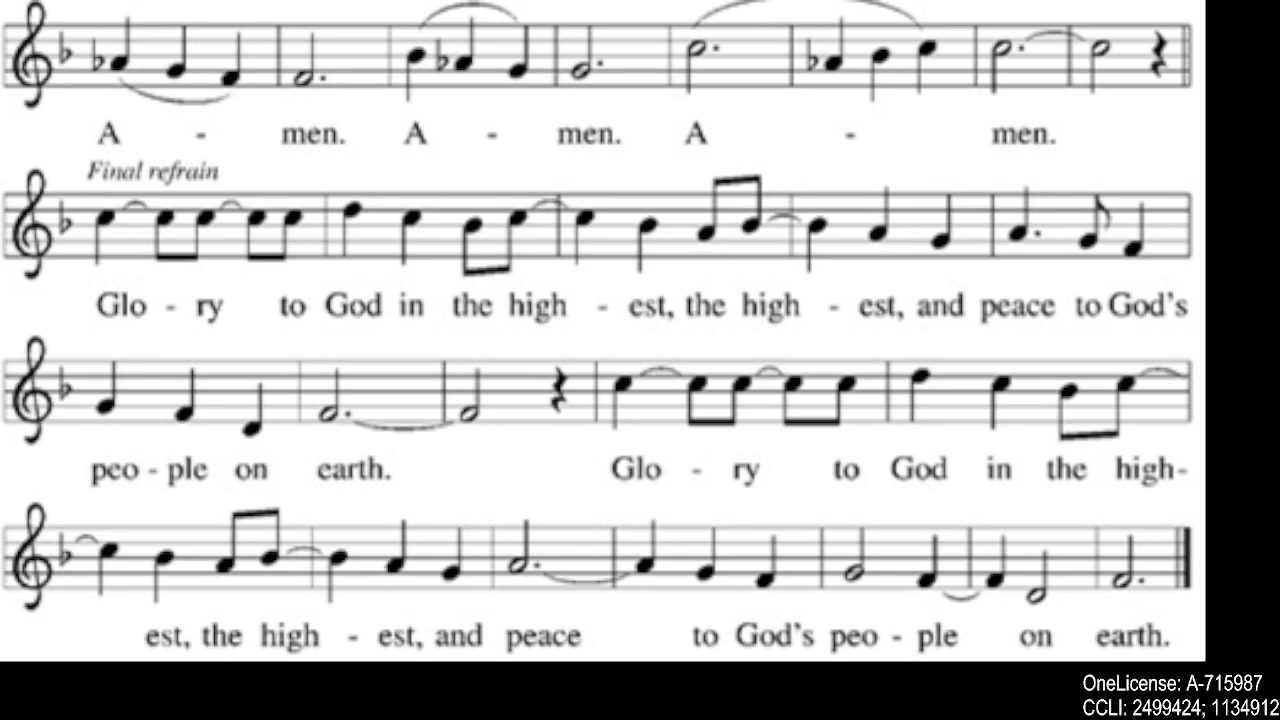 A - men. A - men. A - men.
Final refrain
Glo - ry to God in the high - est, the high - est, and peace to God's
peo - ple on earth. Glo - ry to God in the high-
est, the high - est, and peace to God's peo - ple on earth.
OneLicense: A-715987
CCLI: 2499424; 1134912